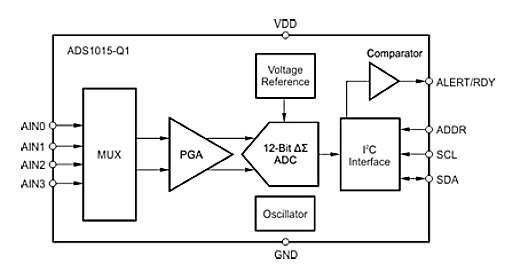 VDD
ADS1015-Q1
Comparator
Voltage
Reference
ALERT/RDY
AIN0
AIN1
AIN2
AIN3
MUX
PGA
12-Bit ΔΣ
ADC
I²C
Interface
ADDR
SCL
SDA
Oscillator
GND